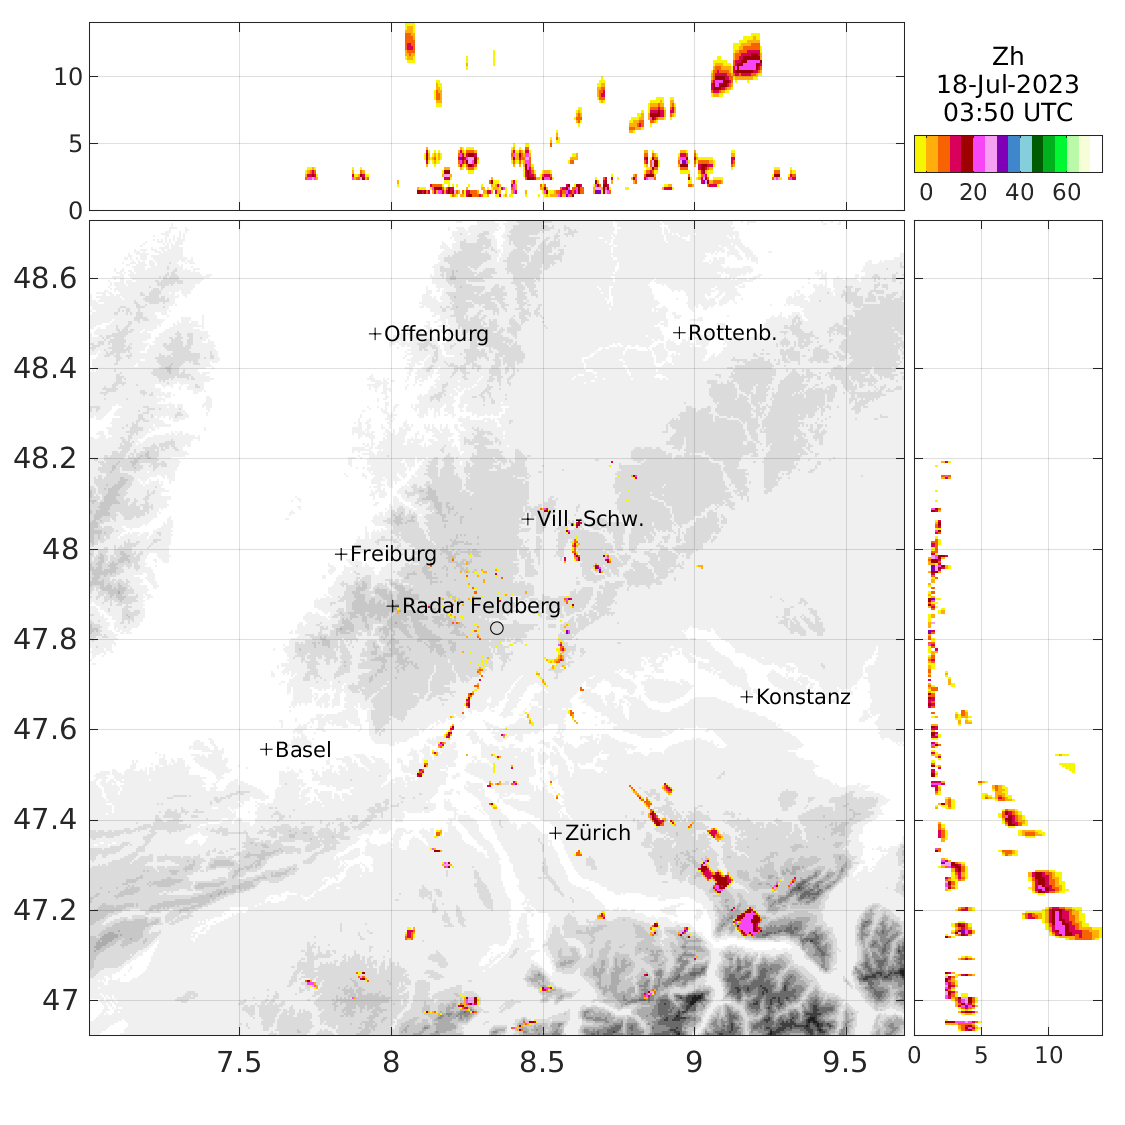 Zh
18-Jul-2023
03:50 UTC
10
5
0
0 20 40 60
48.6
48.4
48.2
48
47.8
47.6
47.4
47.2
47
+Offenburg
+Rottenb.
+Vill.-Schw.
+Freiburg
+Radar Feldberg
+Konstanz
+Basel
+Zürich
7.5 8 8.5 9 9.5
0 5 10